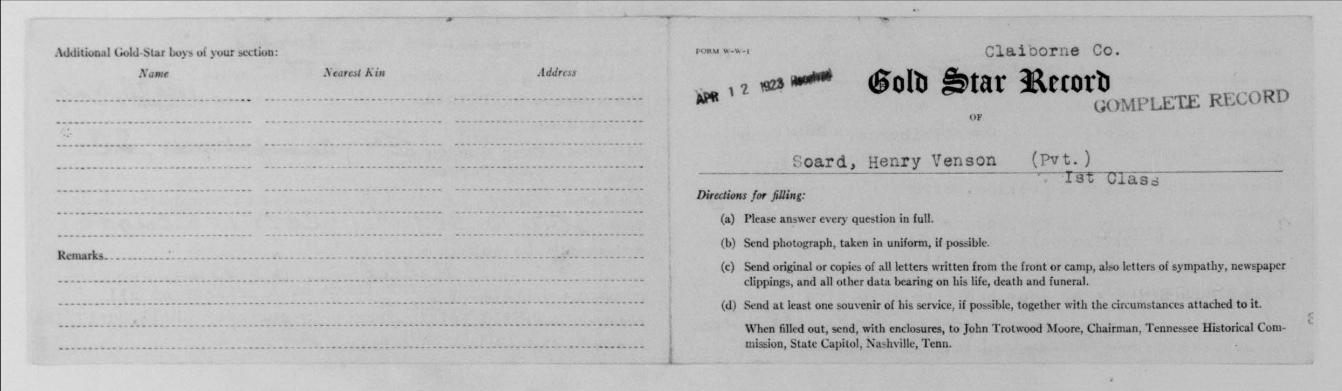 Additional Gold-Star boys of your section:
Name Nearest Kin Address
Remarks
FORM W-W-1
Claiborne Co.
APR 12 1923 Received
Gold Star Record
COMPLETE RECORD
OF
Soard, Henry Venson (Pvt.)
Ist Class
Directions for filling:
(a) Please answer every question in full.
(b) Send photograph, taken in uniform, if possible.
(c) Send original or copies of all letters written from the front or camp, also letters of sympathy, newspaper
clippings, and all other data bearing on his life, death and funeral.
(d) Send at least one souvenir of his service, if possible, together with the circumstances attached to it.
When filled out, send, with enclosures, to John Trotwood Moore, Chairman, Tennessee Historical Com-
mission, State Capitol, Nashville, Tenn.